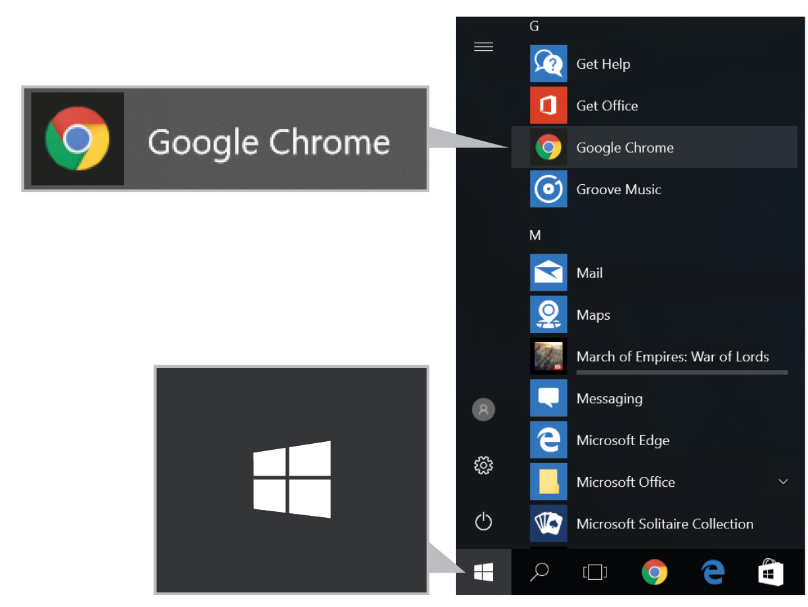 G
Get Help
Get Office
Google Chrome
Google Chrome
Groove Music
M
Mail
Maps
March of Empires: War of Lords
Messaging
Microsoft Edge
Microsoft Office
Microsoft Solitaire Collection